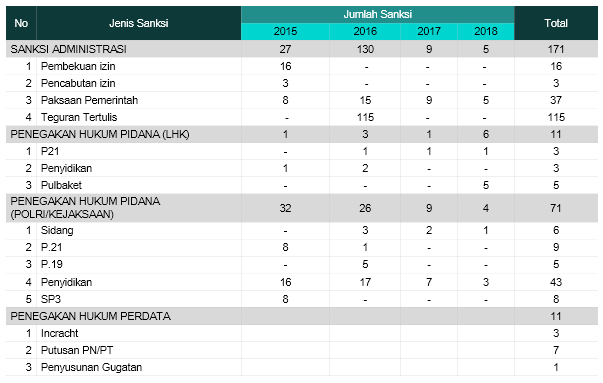 No Jenis Sanksi Jumlah Sanksi Total
2015 2016 2017 2018
SANKSI ADMINISTRASI 27 130 9 5 171
1 Pembekuan izin 16 - - - 16
2 Pencabutan izin 3 - - - 3
3 Paksaan Pemerintah 8 15 9 5 37
4 Teguran Tertulis - 115 - - 115
PENEGAKAN HUKUM PIDANA (LHK) 1 3 1 6 11
1 P21 - 1 1 1 3
2 Penyidikan 1 2 - - 3
3 Pulbaket - - - 5 5
PENEGAKAN HUKUM PIDANA
(POLRI/KEJAKSAAN) 32 26 9 4 71
1 Sidang - 3 2 1 6
2 P.21 8 1 - - 9
3 P.19 - 5 - - 5
4 Penyidikan 16 17 7 3 43
5 SP3 8 - - - 8
PENEGAKAN HUKUM PERDATA 11
1 Incracht 3
2 Putusan PN/PT 7
3 Penyusunan Gugatan 1